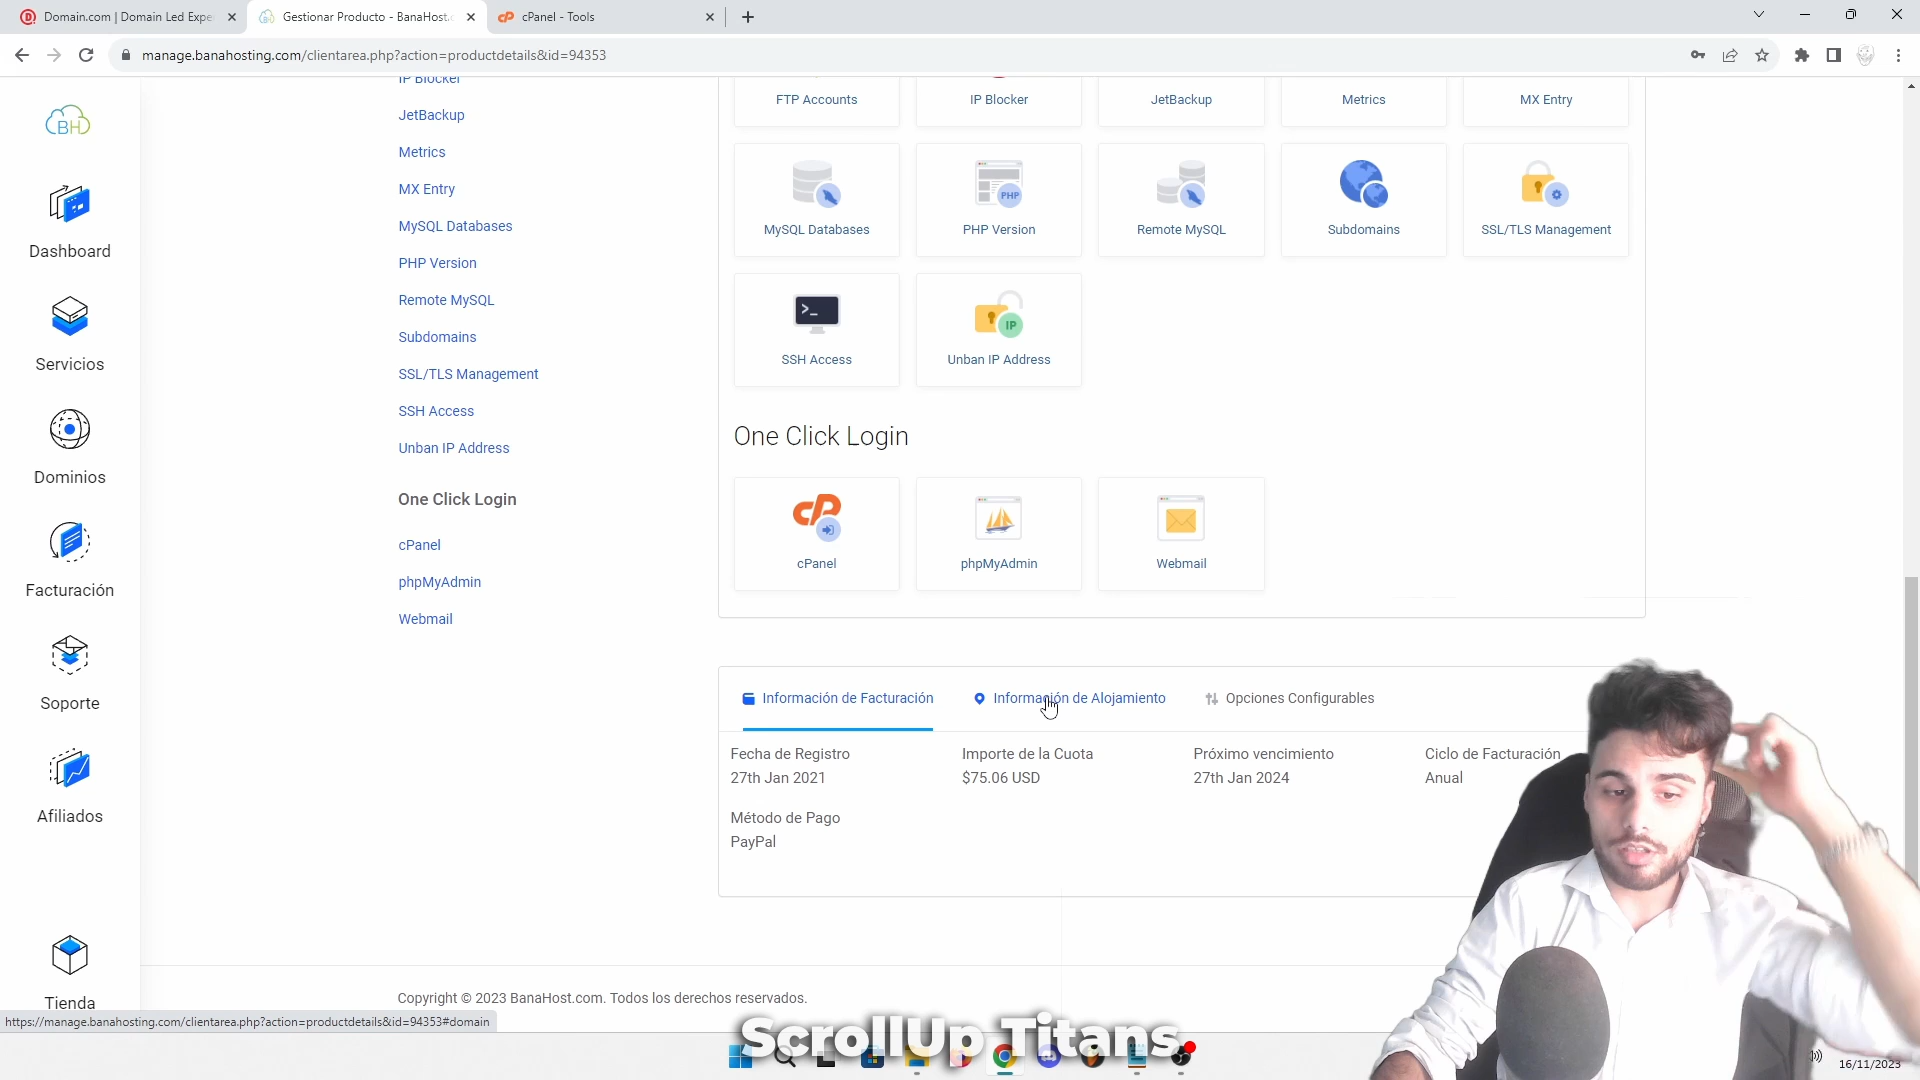 Domain.com | Domain Led Expe
Gestionar Producto - BanaHost.c
cPanel - Tools
manage.banahosting.com/clientarea.php?action=productdetails&id=94353
BH
Dashboard
Servicios
Dominios
Facturación
Soporte
Afiliados
Tienda
IP Blocker
JetBackup
Metrics
MX Entry
MySQL Databases
PHP Version
Remote MySQL
Subdomains
SSL/TLS Management
SSH Access
Unban IP Address
One Click Login
cPanel
phpMyAdmin
Webmail
FTP Accounts
IP Blocker
JetBackup
Metrics
MX Entry
PHP
MySQL Databases
PHP Version
Remote MySQL
Subdomains
SSL/TLS Management
>_
IP
SSH Access
Unban IP Address
One Click Login
cP
cPanel
phpMyAdmin
Webmail
Información de Facturación
Información de Alojamiento
Opciones Configurables
Fecha de Registro
27th Jan 2021
Importe de la Cuota
$75.06 USD
Próximo vencimiento
27th Jan 2024
Ciclo de Facturación
Anual
Método de Pago
PayPal
Copyright © 2023 BanaHost.com. Todos los derechos reservados.
https://manage.banahosting.com/clientarea.php?action=productdetails&id=94353#domain
ScrollUp Titans
16/11/2023